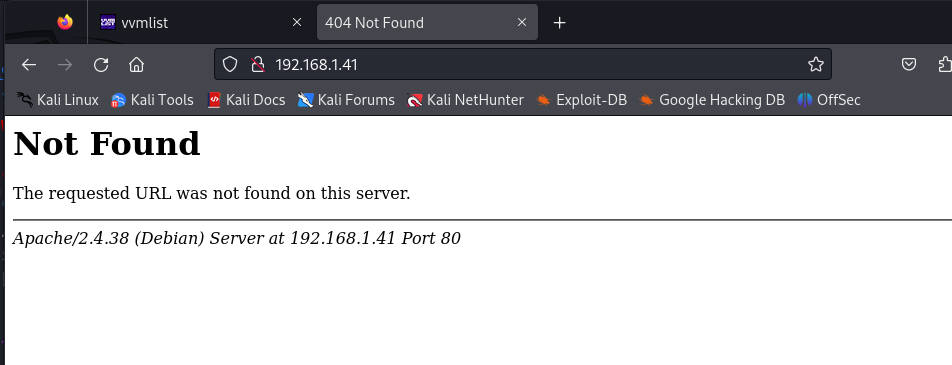 vvmlist
404 Not Found
192.168.1.41
Kali Linux Kali Tools Kali Docs Kali Forums Kali NetHunter Exploit-DB Google Hacking DB OffSec
Not Found
The requested URL was not found on this server.
Apache/2.4.38 (Debian) Server at 192.168.1.41 Port 80